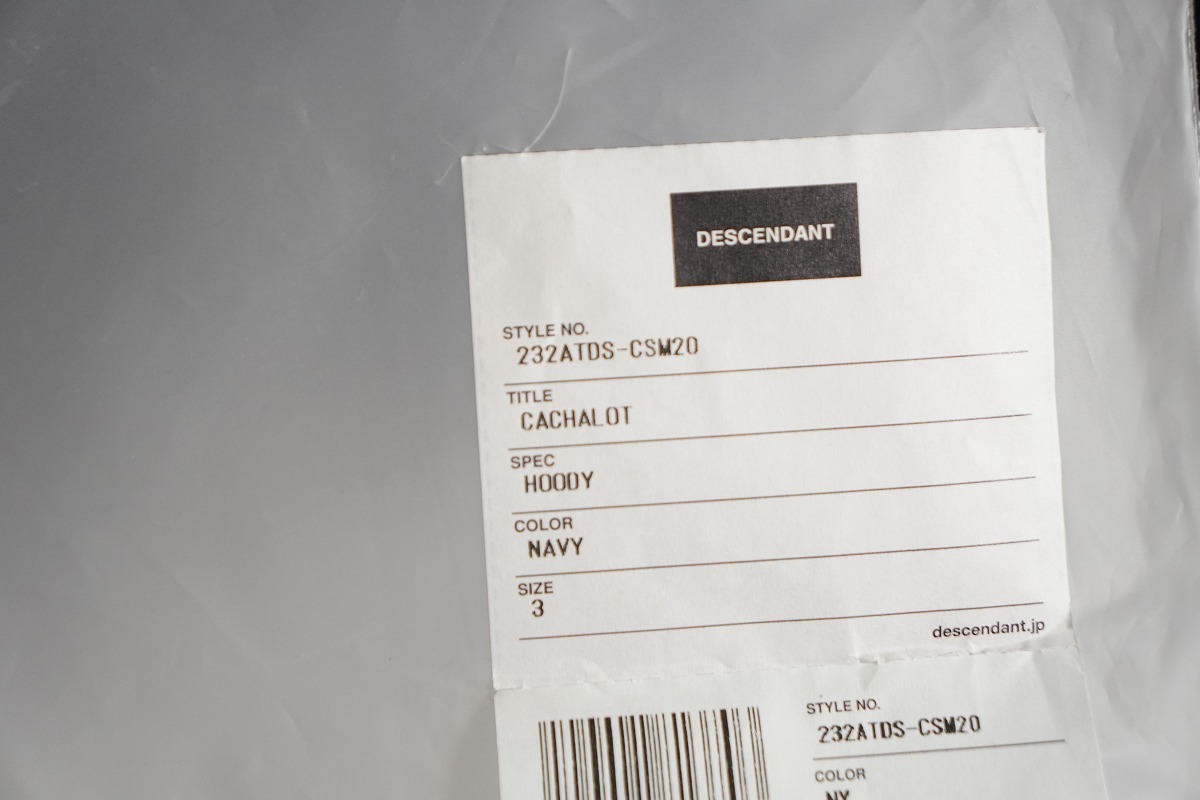 DESCENDANT
STYLE NO.
232ATDS-CSM20
TITLE
CACHALOT
SPEC
HOODY
COLOR
NAVY
SIZE
3
descendant.jp
STYLE NO.
232ATDS-CSM20
COLOR
NY